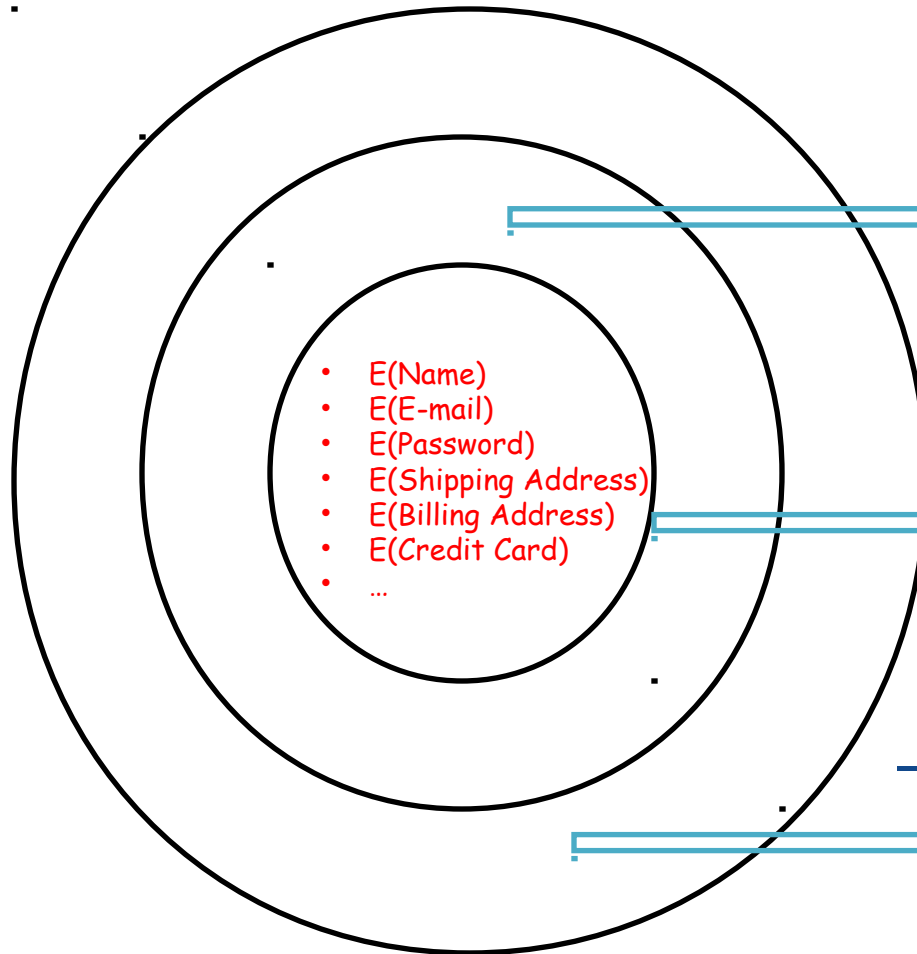 • E(Name)
• E(E-mail)
• E(Password)
• E(Shipping Address)
• E(Billing Address)
• E(Credit Card)
• …